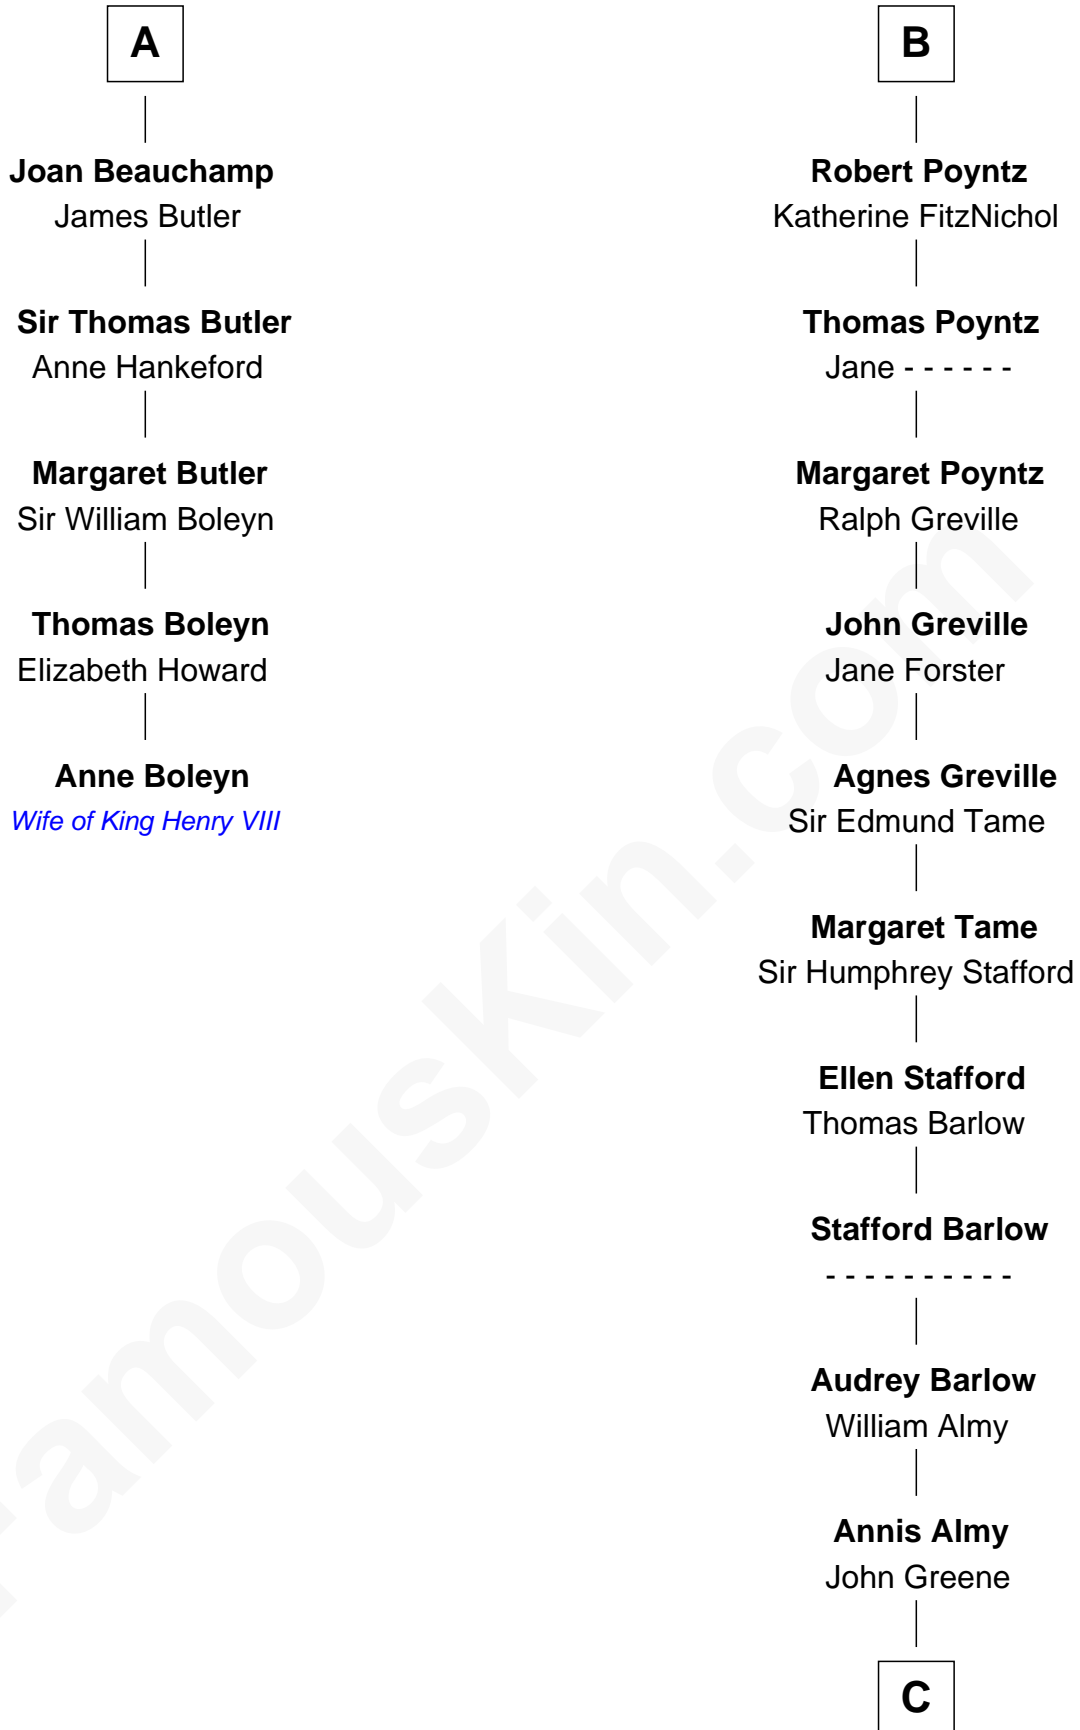 A
Joan Beauchamp
James Butler
Sir Thomas Butler
Anne Hankeford
Margaret Butler
Sir William Boleyn
Thomas Boleyn
Elizabeth Howard
Anne Boleyn
Wife of King Henry VIII
B
Robert Poyntz
Katherine FitzNichol
Thomas Poyntz
Jane - - - - - -
Margaret Poyntz
Ralph Greville
John Greville
Jane Forster
Agnes Greville
Sir Edmund Tame
Margaret Tame
Sir Humphrey Stafford
Ellen Stafford
Thomas Barlow
Stafford Barlow
- - - - - - - - - -
Audrey Barlow
William Almy
Annis Almy
John Greene
C
FamousKin.com